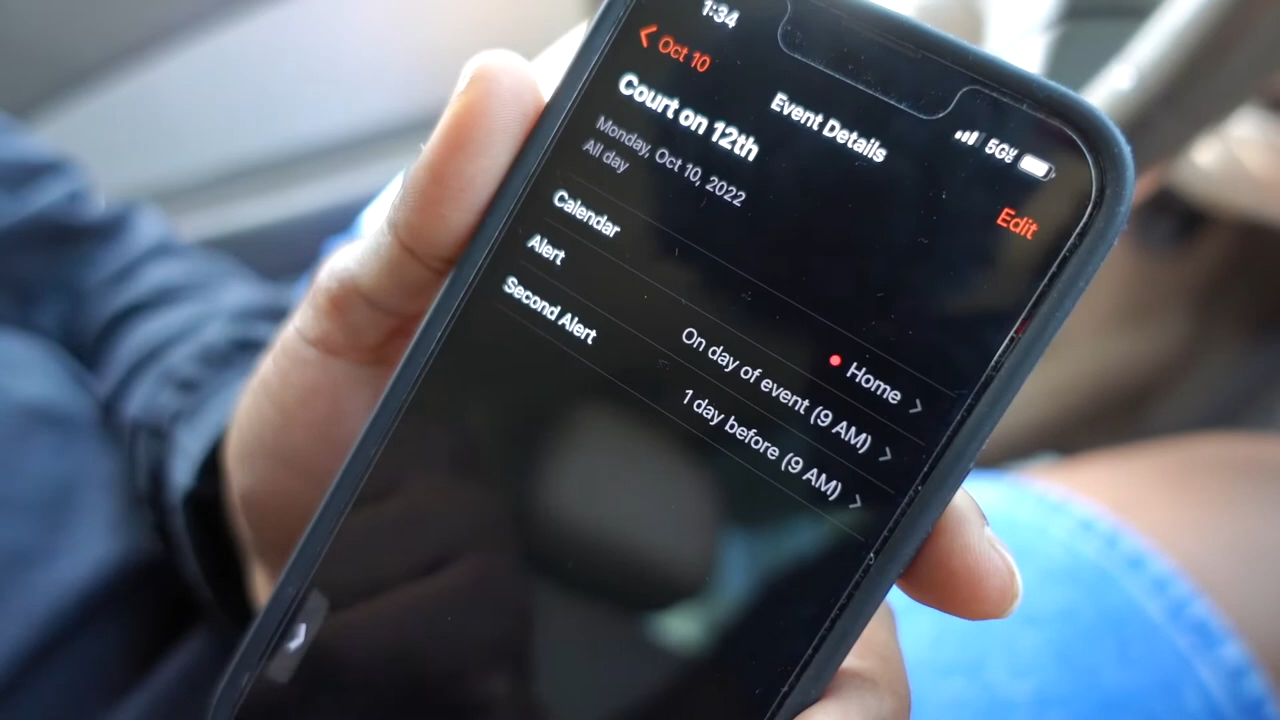 1:34
5GU
Oct 10
Event Details
Edit
Court on 12th
Monday, Oct 10, 2022
All day
Calendar
Home
Alert
On day of event (9 AM)
Second Alert
1 day before (9 AM)